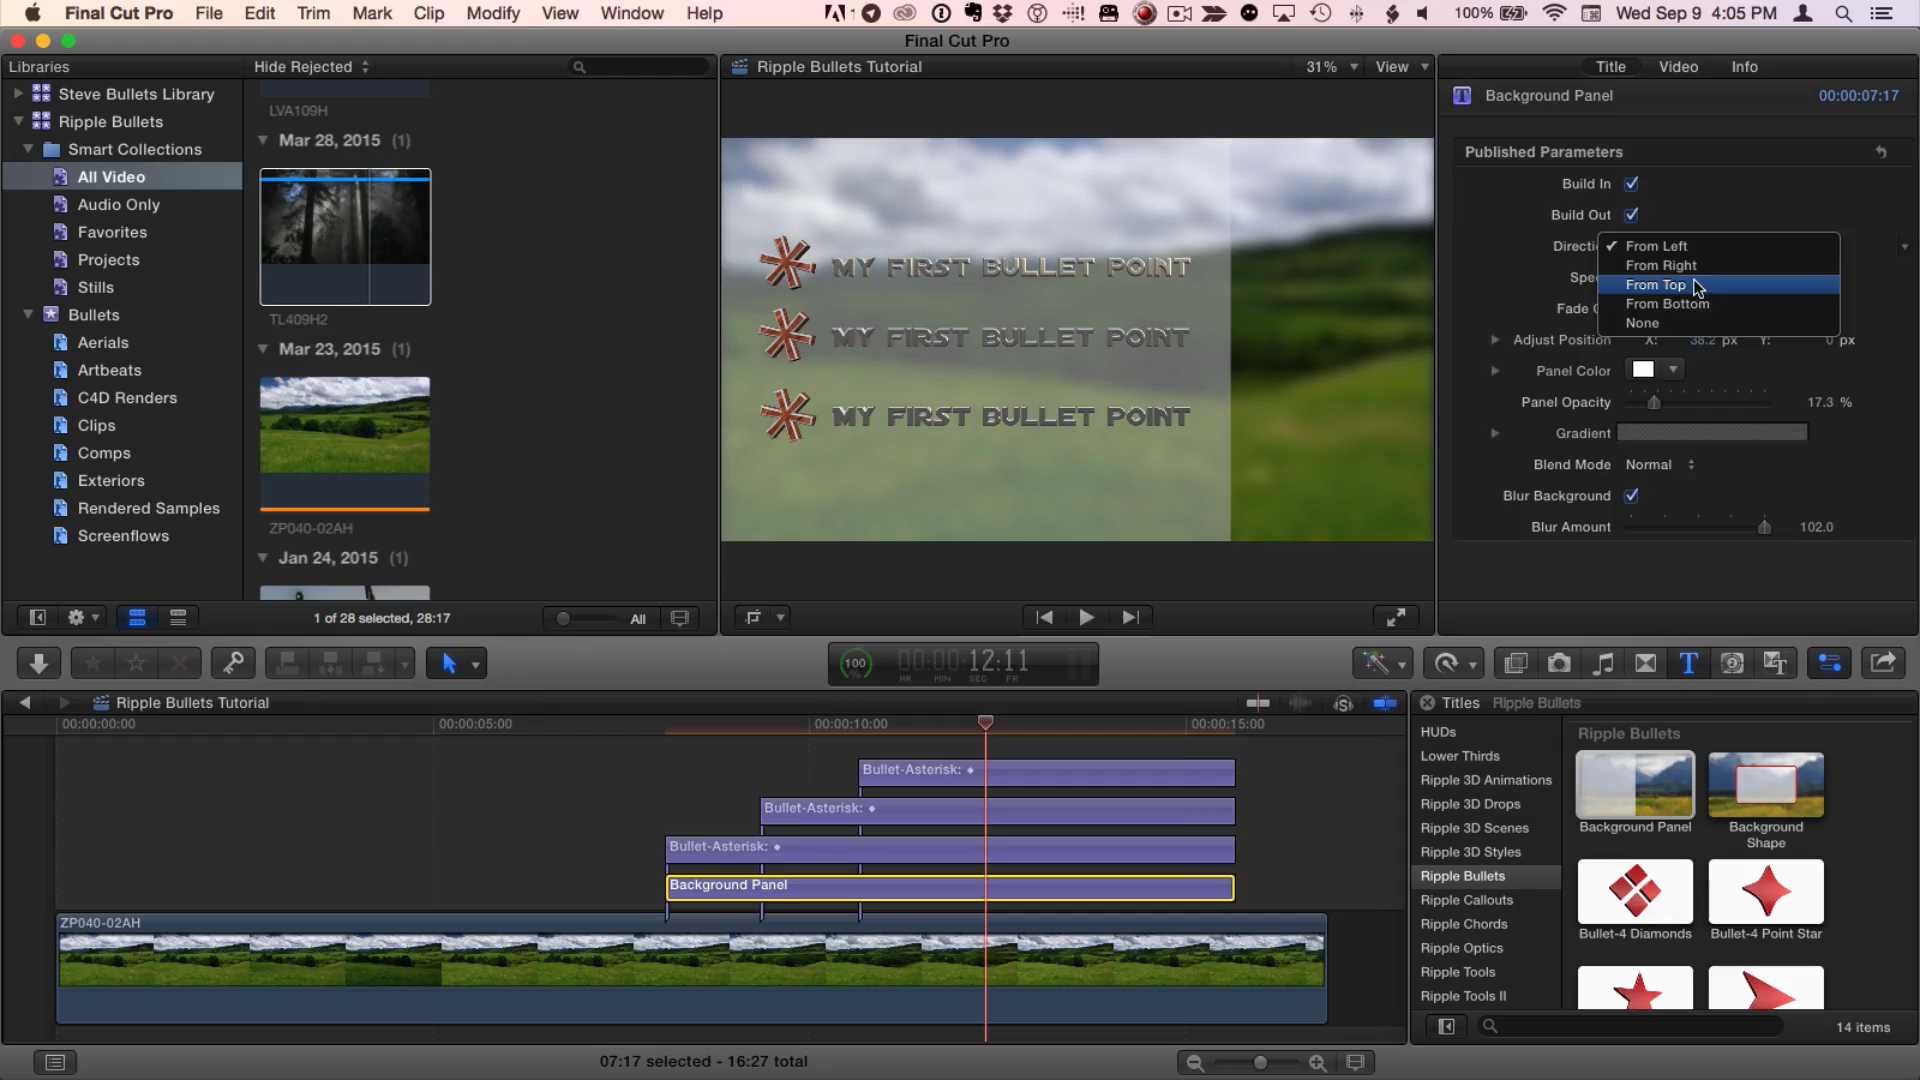 Final Cut Pro File Edit Trim Mark Clip Modify View Window Help 100% Wed Sep 9 4:05 PM
Final Cut Pro
Libraries
Hide Rejected
Steve Bullets Library
Ripple Bullets
Smart Collections
All Video
Audio Only
Favorites
Projects
Stills
Bullets
Aerials
Artbeats
C4D Renders
Clips
Comps
Exteriors
Rendered Samples
Screenflows
LVA109H
Mar 28, 2015 (1)
TL409H2
Mar 23, 2015 (1)
ZP040-02AH
Jan 24, 2015 (1)
1 of 28 selected, 28:17
All
Ripple Bullets Tutorial
31%
View
MY FIRST BULLET POINT
MY FIRST BULLET POINT
MY FIRST BULLET POINT
Title Video Info
Background Panel 00:00:07:17
Published Parameters
Build In
Build Out
From Left
From Right
From Top
From Bottom
None
Adjust Position X: 38.2 px Y: 0 px
Panel Color
Panel Opacity 17.3 %
Gradient
Blend Mode Normal
Blur Background
Blur Amount 102.0
100 % 00:00:12:11
HR MIN SEC FR
Ripple Bullets Tutorial
00:00:00:00 00:00:05:00 00:00:10:00 00:00:15:00
Bullet-Asterisk:
Bullet-Asterisk:
Bullet-Asterisk:
Background Panel
ZP040-02AH
Titles Ripple Bullets
HUDs
Lower Thirds
Ripple 3D Animations
Ripple 3D Drops
Ripple 3D Scenes
Ripple 3D Styles
Ripple Bullets
Ripple Callouts
Ripple Chords
Ripple Optics
Ripple Tools
Ripple Tools II
Ripple Bullets
Background Panel
Background
Shape
Bullet-4 Diamonds
Bullet-4 Point Star
14 items
07:17 selected - 16:27 total